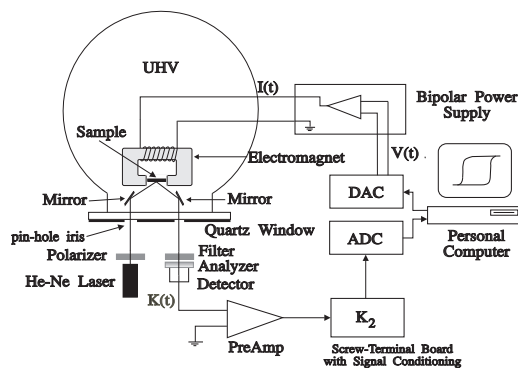 UHV
I(t)
Bipolar Power
Supply
Sample
Electromagnet
V(t)
Mirror
Mirror
DAC
pin-hole iris
Quartz Window
ADC
Personal
Computer
Polarizer
Filter
Analyzer
He-Ne Laser
Detector
K(t)
K2
PreAmp
Screw-Terminal Board
with Signal Conditioning